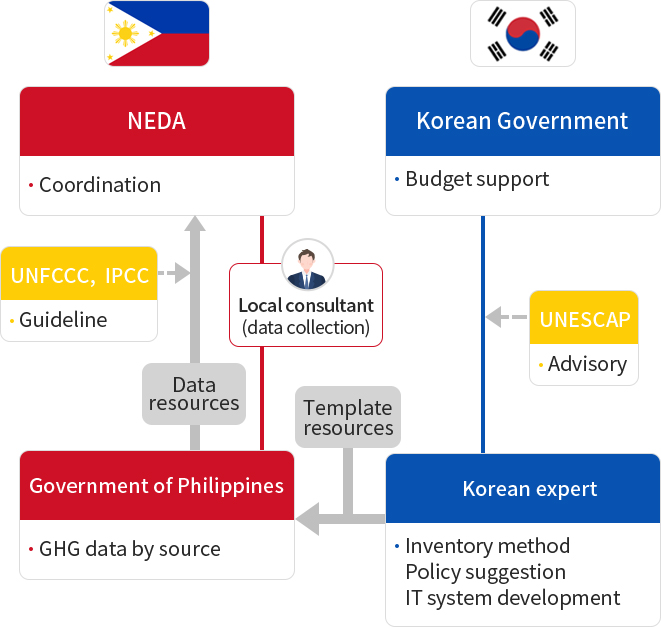 NEDA
• Coordination
Korean Government
• Budget support
UNFCCC, IPCC
• Guideline
Local consultant
(data collection)
UNESCAP
• Advisory
Data
resources
Template
resources
Government of Philippines
• GHG data by source
Korean expert
• Inventory method
Policy suggestion
IT system development